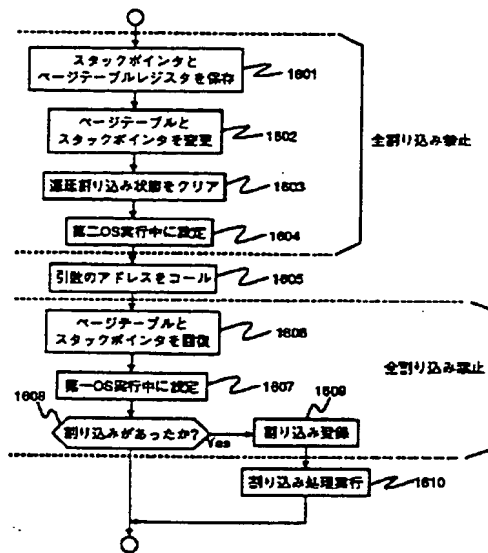 スタックポインタと
ページテーブルレジスタを保存
1601
ページテーブルと
スタックポインタを変更
1602
全割り込み禁止
遅延割り込み状態をクリア
1603
第二OS実行中に設定
1604
引数のアドレスをコール
1605
ページテーブルと
スタックポインタを回復
1606
全割り込み禁止
第一OS実行中に設定
1607
1608
割り込みがあったか?
Yes
1609
割り込み登録
割り込み処理実行
1610